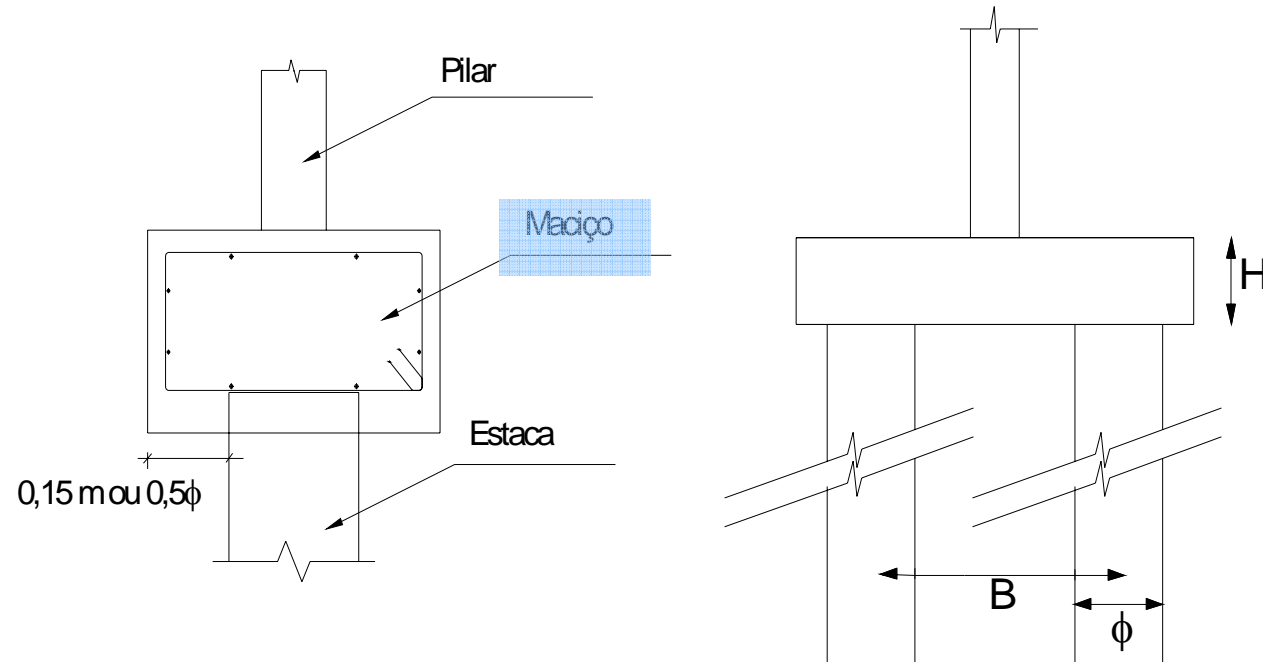 Pilar
Maciço
Estaca
0,15 m ou 0,5ϕ
H
B
ϕ